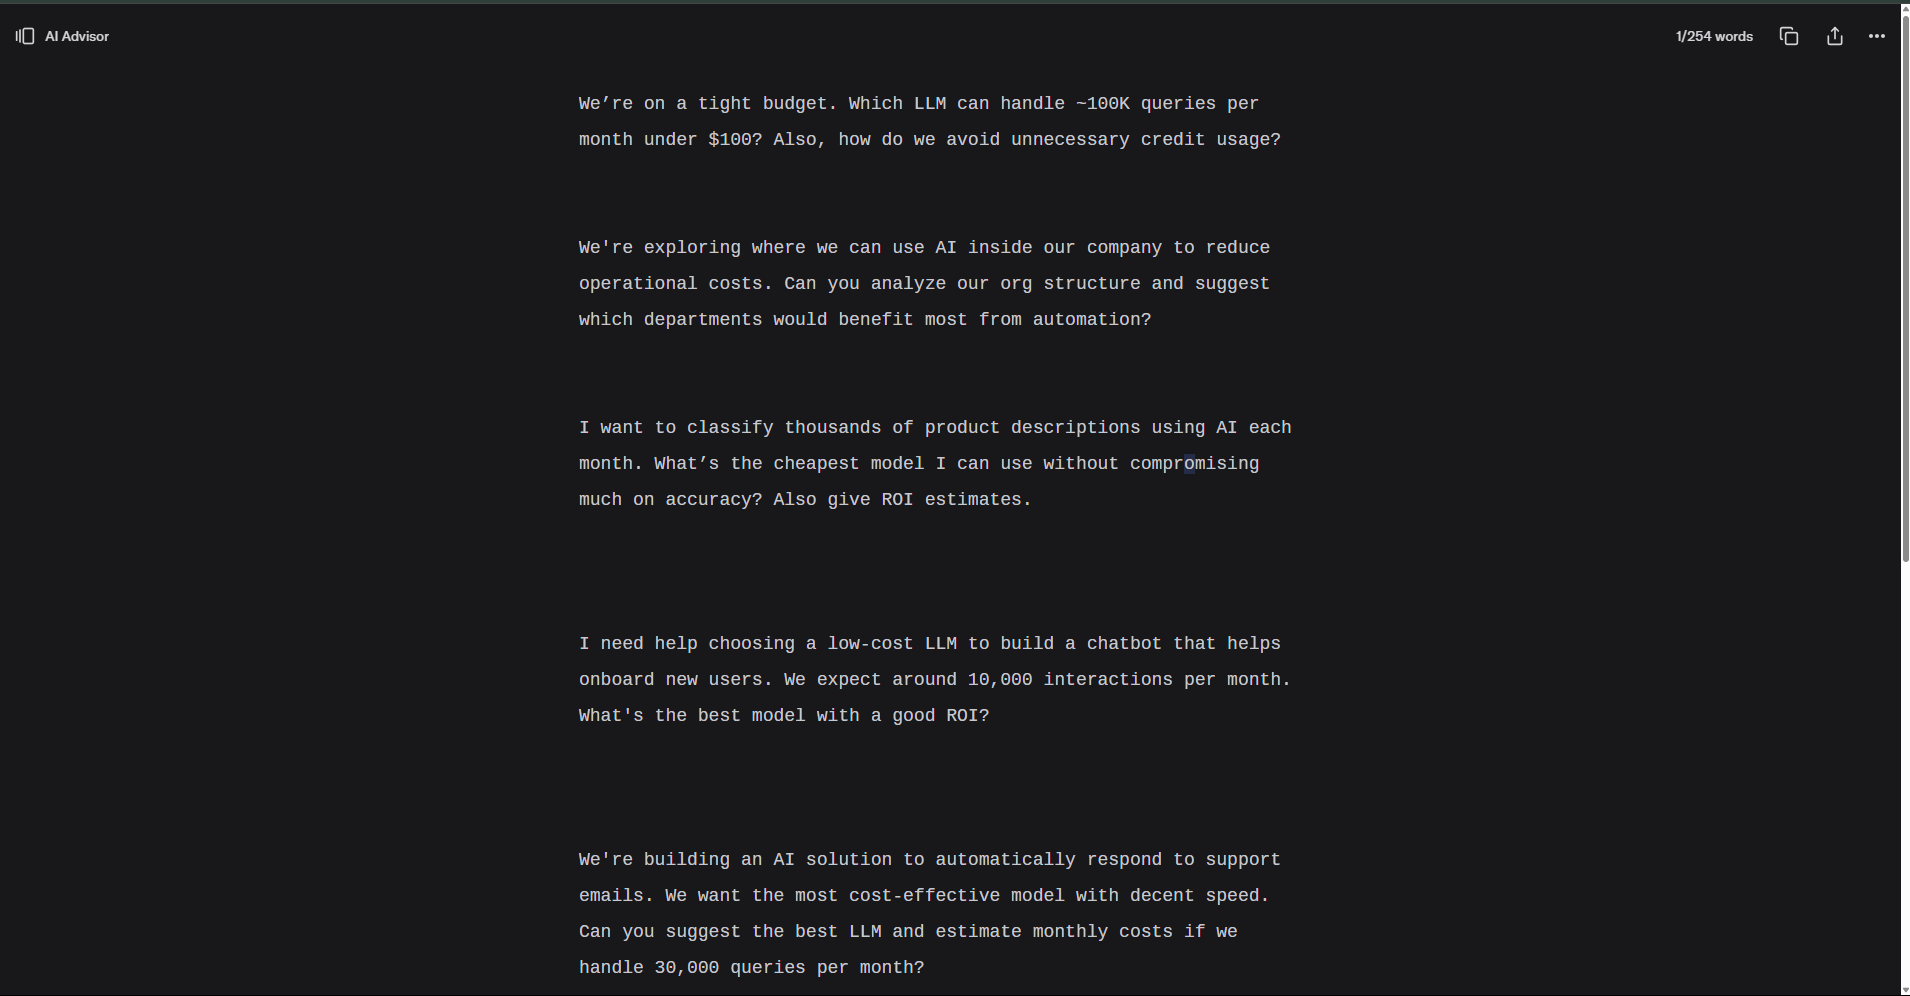 AI Advisor
1/254 words
We’re on a tight budget. Which LLM can handle ~100K queries per
month under $100? Also, how do we avoid unnecessary credit usage?
We're exploring where we can use AI inside our company to reduce
operational costs. Can you analyze our org structure and suggest
which departments would benefit most from automation?
I want to classify thousands of product descriptions using AI each
month. What’s the cheapest model I can use without compromising
much on accuracy? Also give ROI estimates.
I need help choosing a low-cost LLM to build a chatbot that helps
onboard new users. We expect around 10,000 interactions per month.
What's the best model with a good ROI?
We're building an AI solution to automatically respond to support
emails. We want the most cost-effective model with decent speed.
Can you suggest the best LLM and estimate monthly costs if we
handle 30,000 queries per month?